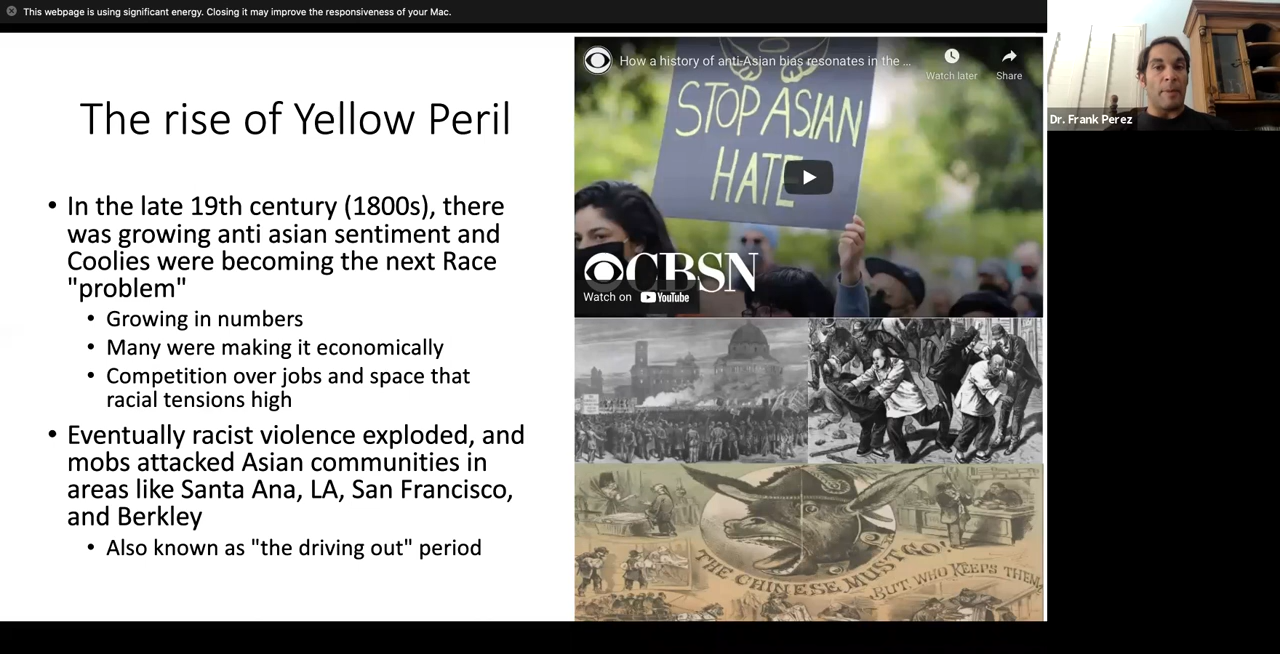 This webpage is using significant energy. Closing it may improve the responsiveness of your Mac.
The rise of Yellow Peril
• In the late 19th century (1800s), there
was growing anti asian sentiment and
Coolies were becoming the next Race
"problem"
• Growing in numbers
• Many were making it economically
• Competition over jobs and space that
racial tensions high
• Eventually racist violence exploded, and
mobs attacked Asian communities in
areas like Santa Ana, LA, San Francisco,
and Berkley
• Also known as "the driving out" period
How a history of anti-Asian bias resonates in the ...
Watch later
Share
STOP ASIAN
HATE
CBSN
Watch on YouTube
THE CHINESE MUST GO!
BUT WHO KEEPS THEM
Dr. Frank Perez